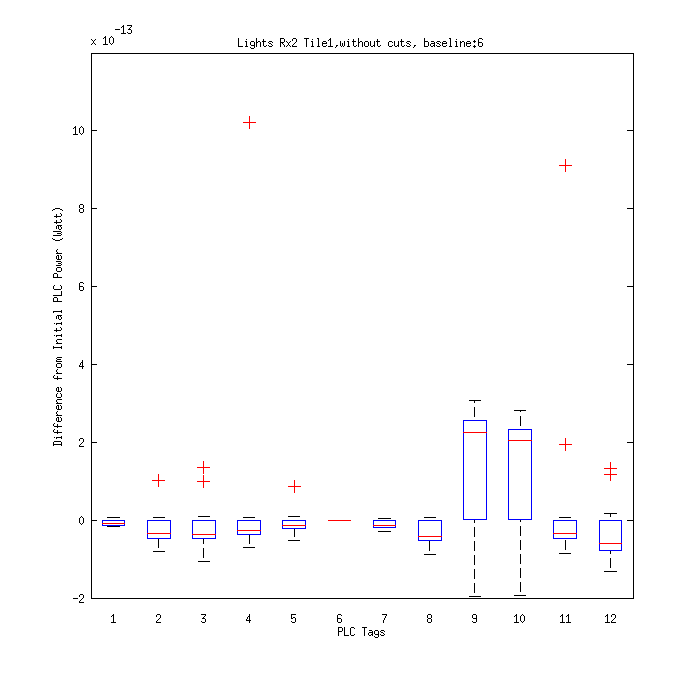 x 10^-13
Lights Rx2 Tile1,without cuts, baseline:6
Difference from Initial PLC Power (Watt)
10
8
6
4
2
0
-2
1 2 3 4 5 6 7 8 9 10 11 12
PLC Tags